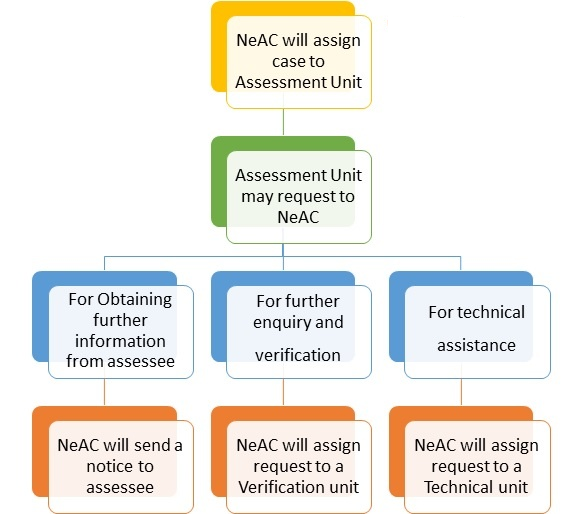 NeAC will assign
case to
Assessment Unit
Assessment Unit
may request to
NeAC
For Obtaining
further
information
from assessee
For further
enquiry and
verification
For technical
assistance
NeAC will send a
notice to
assessee
NeAC will assign
request to a
Verification unit
NeAC will assign
request to a
Technical unit